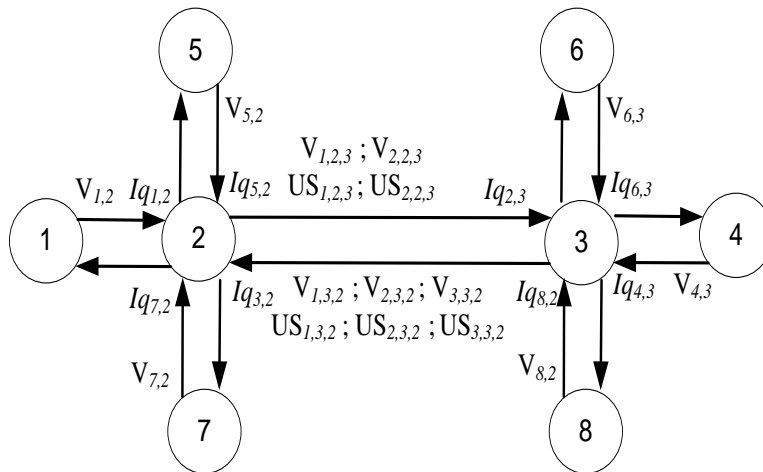 5
6
V5,2
V6,3
V1,2,3 ; V2,2,3
V1,2
Iq1,2
Iq5,2
US1,2,3 ; US2,2,3
Iq2,3
Iq6,3
1
2
3
4
Iq7,2
Iq3,2
V1,3,2 ; V2,3,2 ; V3,3,2
Iq8,2
Iq4,3
V4,3
US1,3,2 ; US2,3,2 ; US3,3,2
V7,2
V8,2
7
8